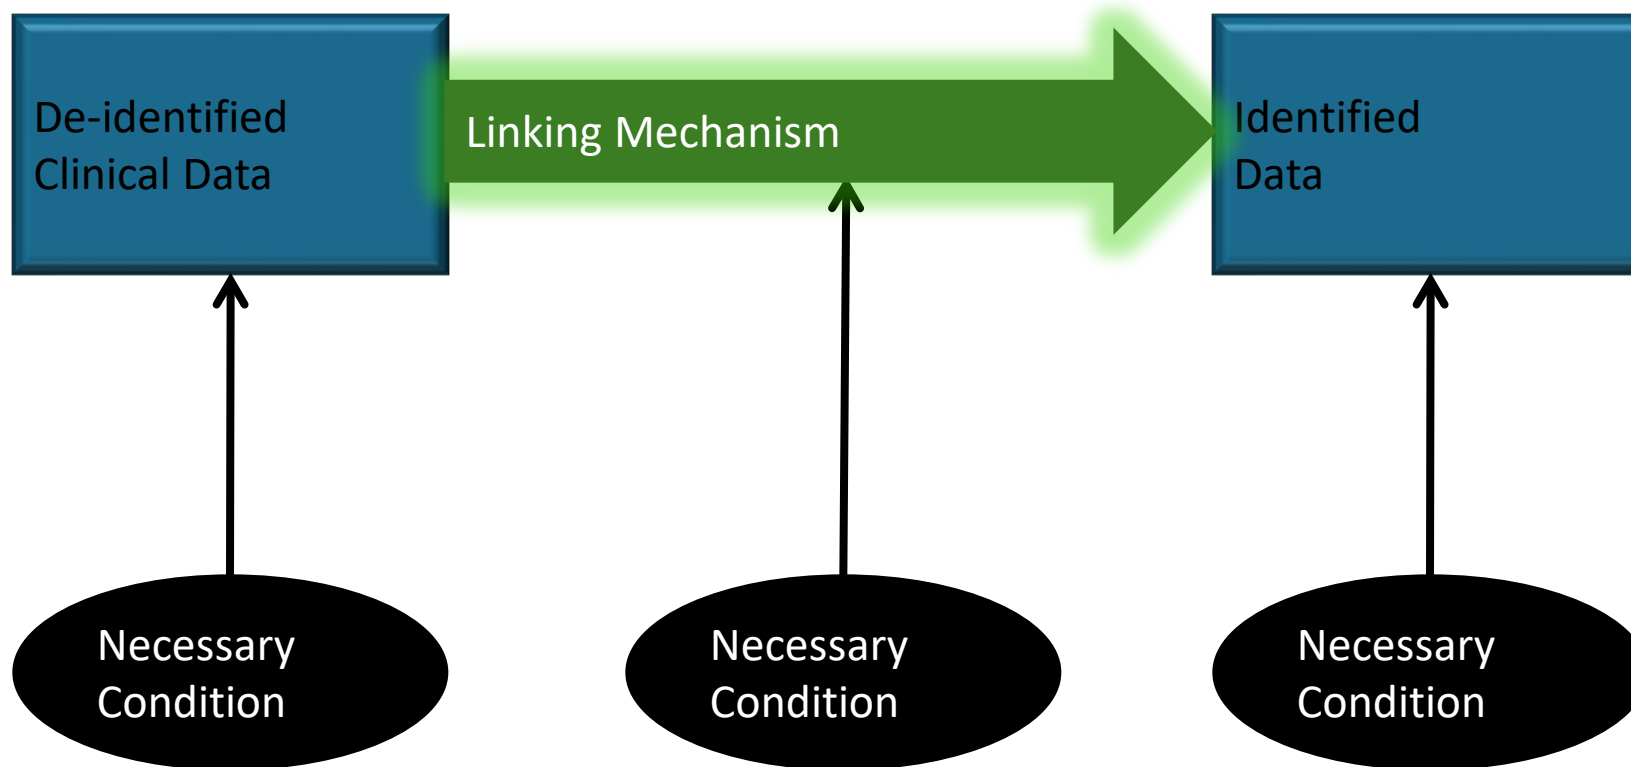 De-identified
Clinical Data
Linking Mechanism
Identified
Data
Necessary
Condition
Necessary
Condition
Necessary
Condition